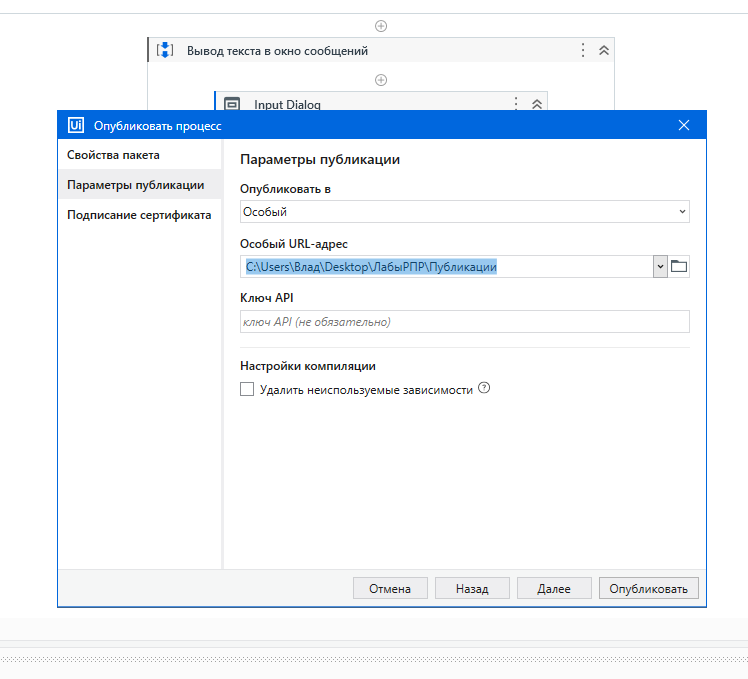 Вывод текста в окно сообщений
Input Dialog
Ui Опубликовать процесс
Свойства пакета
Параметры публикации
Подписание сертификата
Параметры публикации
Опубликовать в
Особый
Особый URL-адрес
C:\Users\Влад\Desktop\ЛабыРПР\Публикации
Ключ API
ключ API (не обязательно)
Настройки компиляции
Удалить неиспользуемые зависимости ?
Отмена Назад Далее Опубликовать